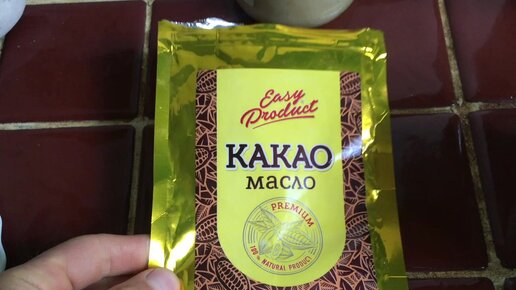 Easy
Product
КАКАО
масло
PREMIUM
100% NATURAL PRODUCT